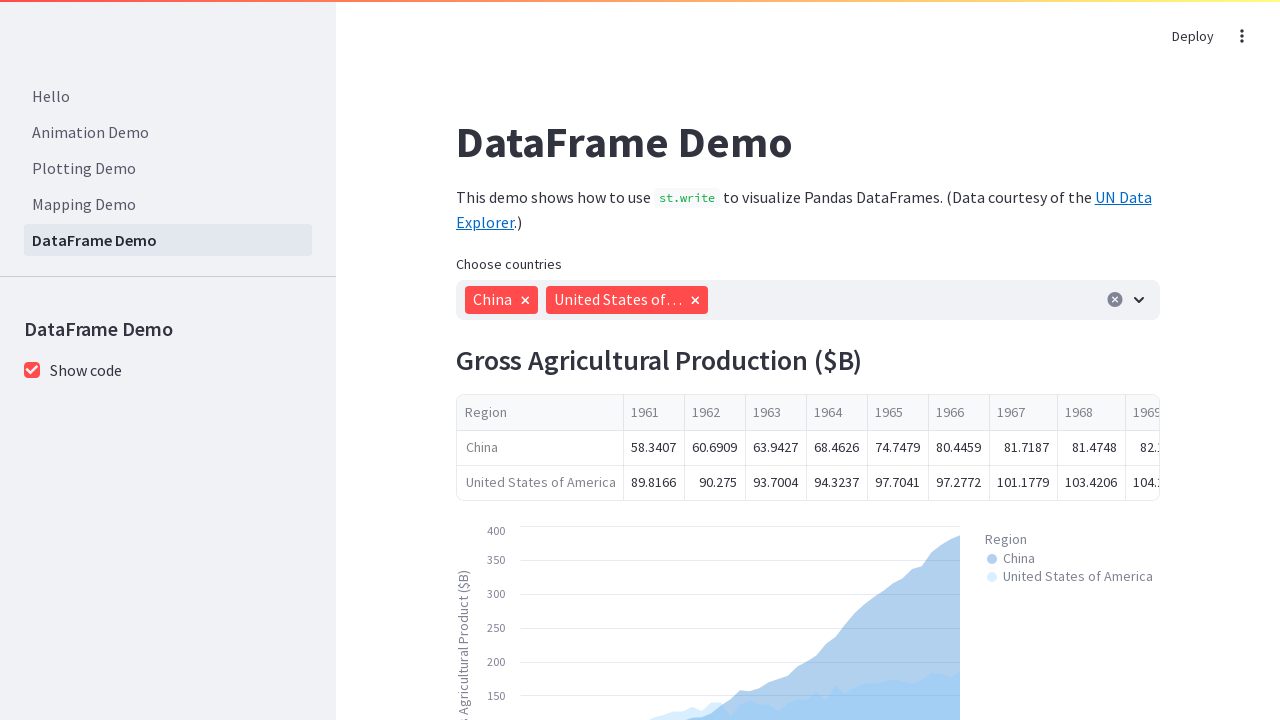 Deploy
Hello
Animation Demo
Plotting Demo
Mapping Demo
DataFrame Demo
DataFrame Demo
Show code
DataFrame Demo
This demo shows how to use st.write to visualize Pandas DataFrames. (Data courtesy of the UN Data
Explorer.)
Choose countries
China United States of…
Gross Agricultural Production ($B)
Region 1961 1962 1963 1964 1965 1966 1967 1968 1969
China 58.3407 60.6909 63.9427 68.4626 74.7479 80.4459 81.7187 81.4748 82.
United States of America 89.8166 90.275 93.7004 94.3237 97.7041 97.2772 101.1779 103.4206 104.
400
350
300
250
200
150
Agricultural Product ($B)
Region
China
United States of America